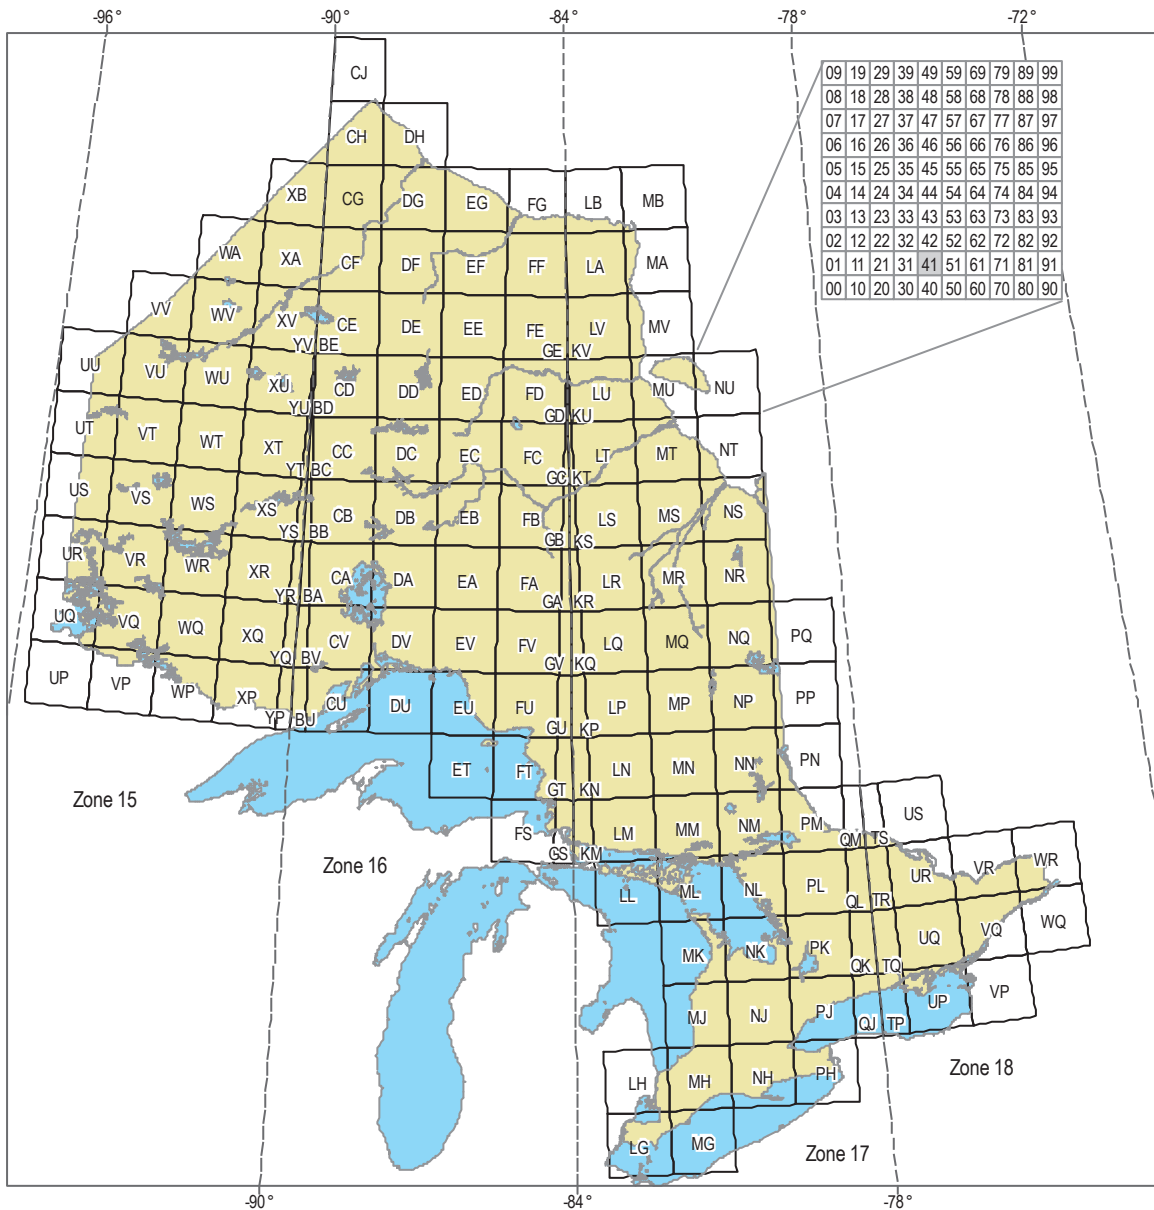 -96° -90° -84° -78° -72°
CJ
09 19 29 39 49 59 69 79 89 99
08 18 28 38 48 58 68 78 88 98
07 17 27 37 47 57 67 77 87 97
06 16 26 36 46 56 66 76 86 96
05 15 25 35 45 55 65 75 85 95
04 14 24 34 44 54 64 74 84 94
03 13 23 33 43 53 63 73 83 93
02 12 22 32 42 52 62 72 82 92
01 11 21 31 41 51 61 71 81 91
00 10 20 30 40 50 60 70 80 90
CH DH
XB CG DG EG FG LB MB
WA XA CF DF EF FF LA MA
VV WV XV CE DE EE FE LV MV
YV BE GE KV
UU VU WU XU CD DD ED FD LU MU NU
YU BD GD KU
UT VT WT XT CC DC EC FC LT MT NT
YT BC GC KT
US VS WS XS CB DB EB FB LS MS NS
YS BB GB KS
UR VR WR XR CA DA EA FA LR MR NR
YR BA GA KR
UQ VQ WQ XQ CV DV EV FV LQ MQ NQ PQ
YQ BV GV KQ
UP VP WP XP CU DU EU FU LP MP NP PP
YP BU GU KP
ET FT LN MN NN PN
GT KN
Zone 15
FS LM MM NM PM US
GS KM QM TS
Zone 16
LL ML NL PL UR VR WR
QL TR
MK NK PK UQ VQ WQ
QK TQ
MJ NJ PJ UP VP
QJ TP
Zone 18
LH MH NH PH
LG MG
Zone 17
-90° -84° -78°